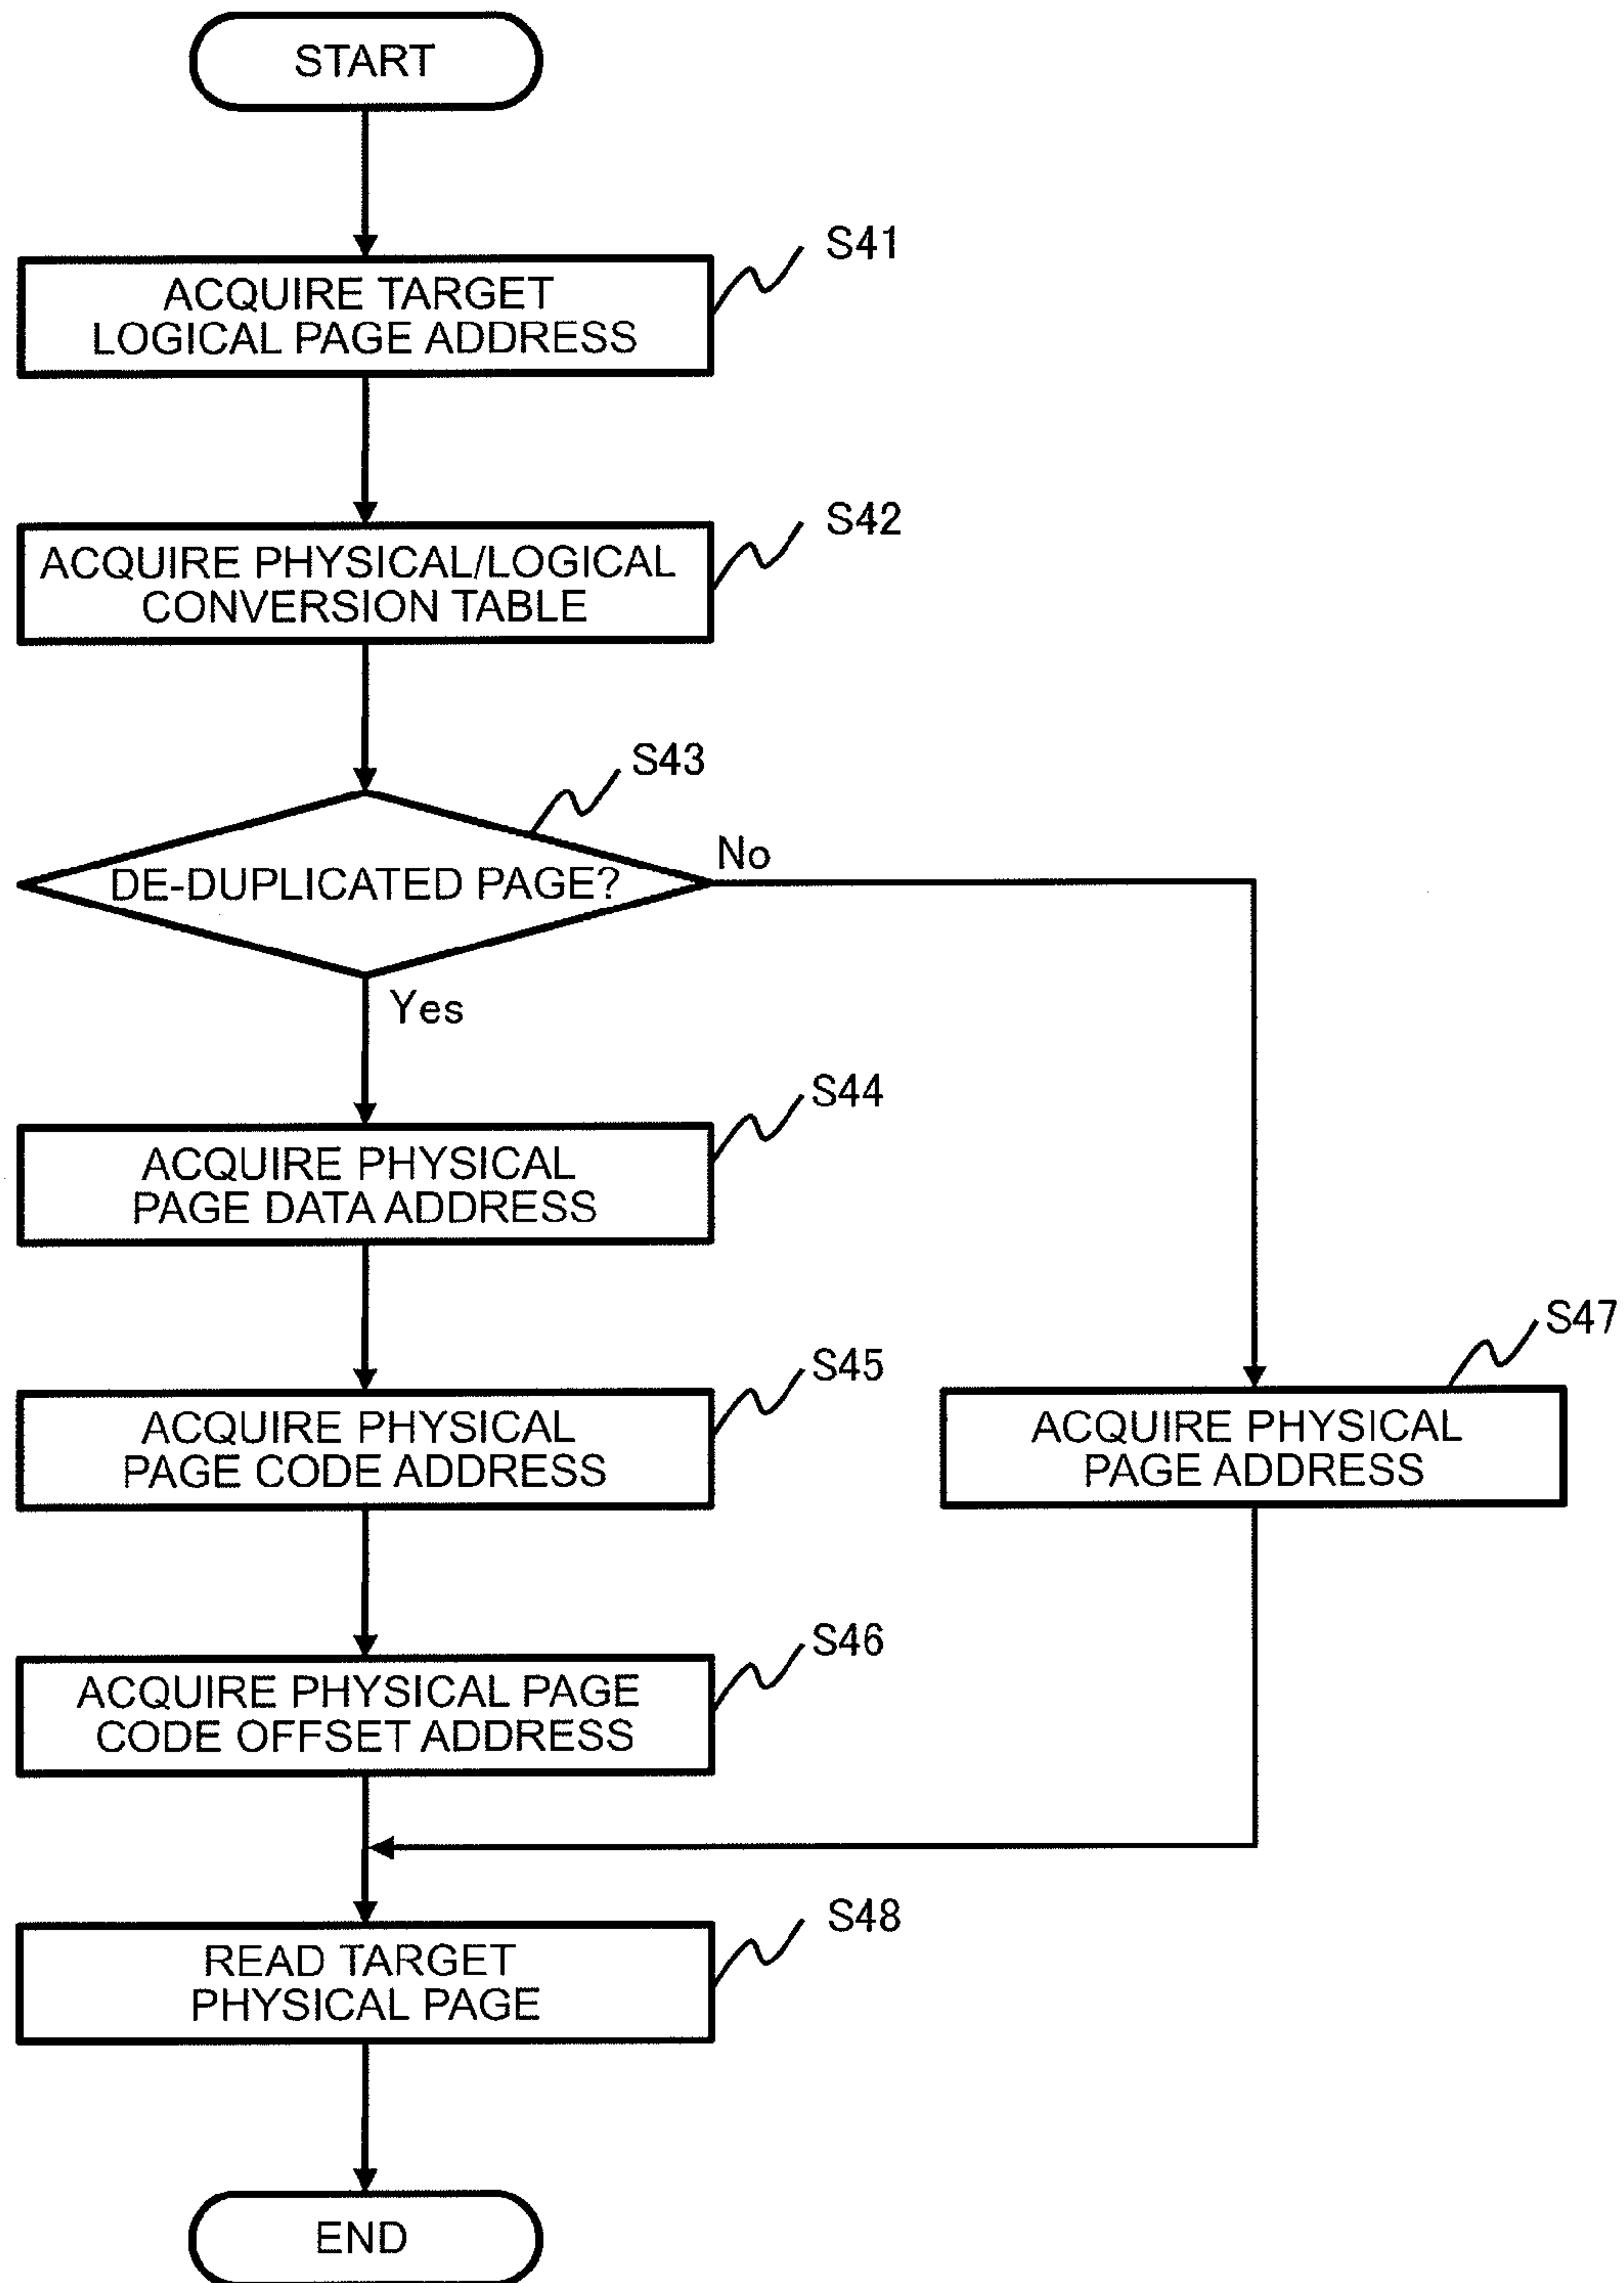 START
S41
ACQUIRE TARGET
LOGICAL PAGE ADDRESS
S42
ACQUIRE PHYSICAL/LOGICAL
CONVERSION TABLE
S43
DE-DUPLICATED PAGE?
No
Yes
S44
ACQUIRE PHYSICAL
PAGE DATA ADDRESS
S45
ACQUIRE PHYSICAL
PAGE CODE ADDRESS
S47
ACQUIRE PHYSICAL
PAGE ADDRESS
S46
ACQUIRE PHYSICAL PAGE
CODE OFFSET ADDRESS
S48
READ TARGET
PHYSICAL PAGE
END